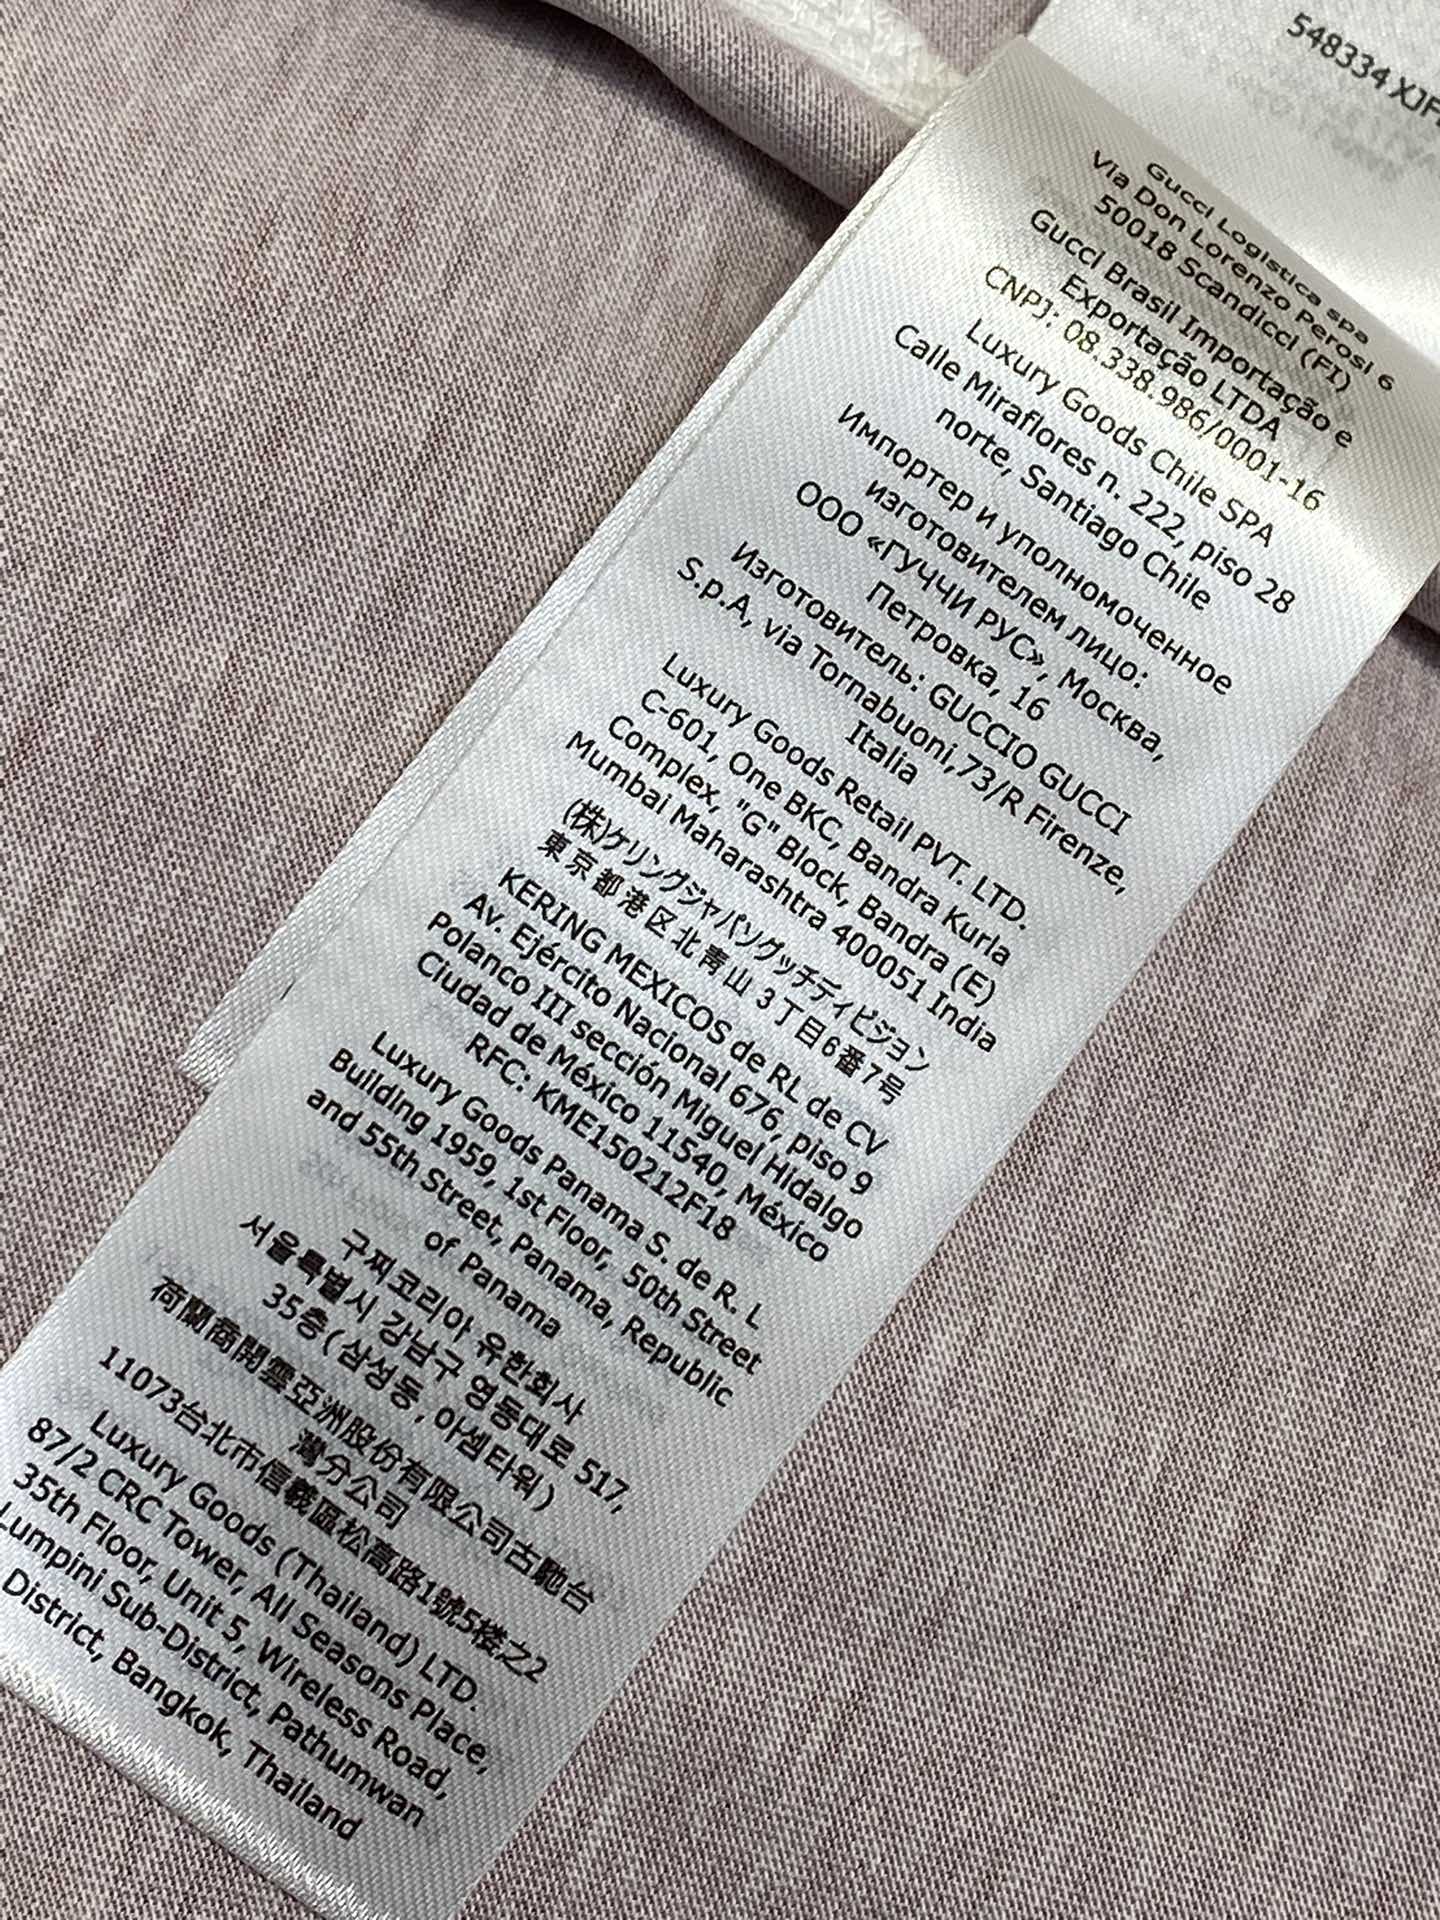 548334 XJF
Gucci Logistica spa
Via Don Lorenzo Perosi 6
50018 Scandicci (FI)
Gucci Brasil Importação e
Exportação LTDA
CNPJ: 08.338.986/0001-16
Luxury Goods Chile SPA
Calle Miraflores n. 222, piso 28
norte, Santiago Chile
Импортер и уполномоченное
изготовителем лицо:
ООО «ГУЧЧИ РУС», Москва,
Петровка, 16
Изготовитель: GUCCIO GUCCI
S.p.A, via Tornabuoni,73/R Firenze,
Italia
Luxury Goods Retail PVT. LTD.
C-601, One BKC, Bandra Kurla
Complex, "G" Block, Bandra (E)
Mumbai Maharashtra 400051 India
(株)ケリングジャパングッチディビジョン
東京都港区北青山3丁目6番7号
KERING MEXICOS de RL de CV
Av. Ejército Nacional 676, piso 9
Polanco III sección Miguel Hidalgo
Ciudad de México 11540, México
RFC: KME150212F18
Luxury Goods Panama S. de R. L
Building 1959, 1st Floor, 50th Street
and 55th Street, Panama, Republic
of Panama
구찌코리아 유한회사
서울특별시 강남구 영동대로 517,
35층(삼성동, 아셈타워)
荷蘭商開雲亞洲股份有限公司古馳台
灣分公司
11073台北市信義區松高路1號5楼之2
Luxury Goods (Thailand) LTD.
87/2 CRC Tower, All Seasons Place,
35th Floor, Unit 5, Wireless Road,
Lumpini Sub-District, Pathumwan
District, Bangkok, Thailand